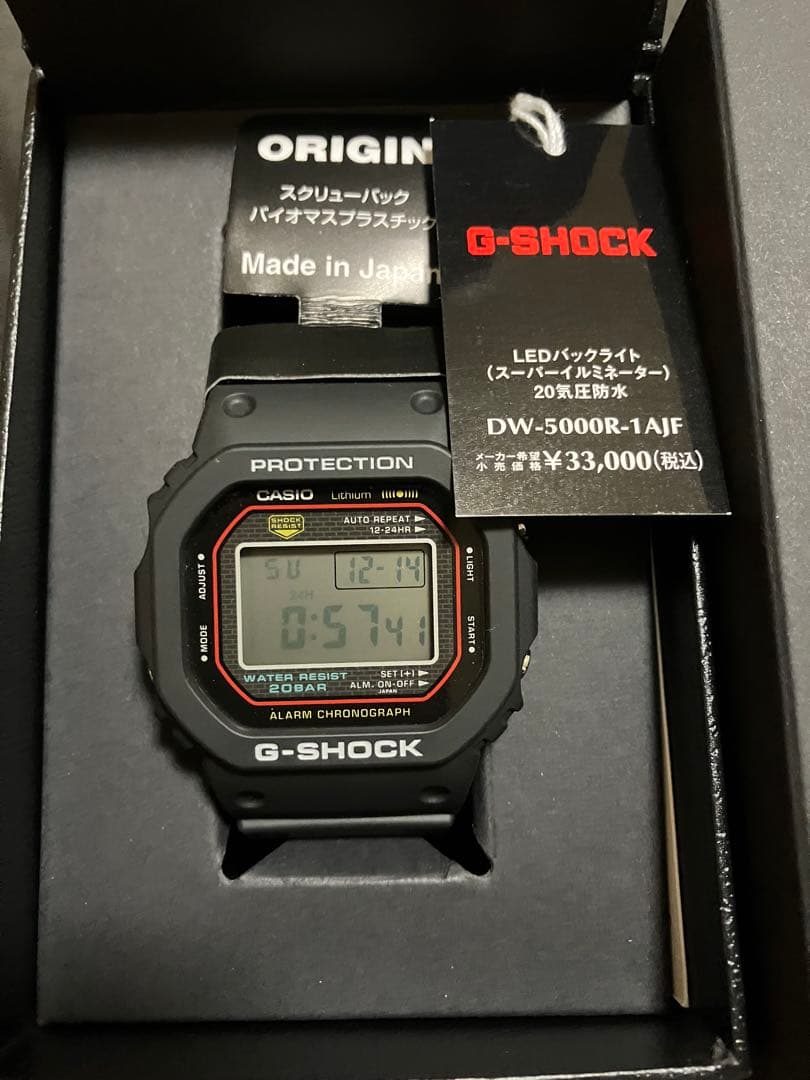 ORIGIN
スクリューバック
バイオマスプラスチック
Made in Japan
G-SHOCK
LEDバックライト
(スーパーイルミネーター)
20気圧防水
DW-5000R-1AJF
メーカー希望小売価格 ¥33,000(税込)
PROTECTION
CASIO Lithium
SHOCK RESIST
AUTO REPEAT
12-24HR
ADJUST
LIGHT
SU 12-14
24H
0:57 41
MODE
START
WATER RESIST
20BAR
SET [+]
ALM. ON-OFF
JAPAN
ALARM CHRONOGRAPH
G-SHOCK